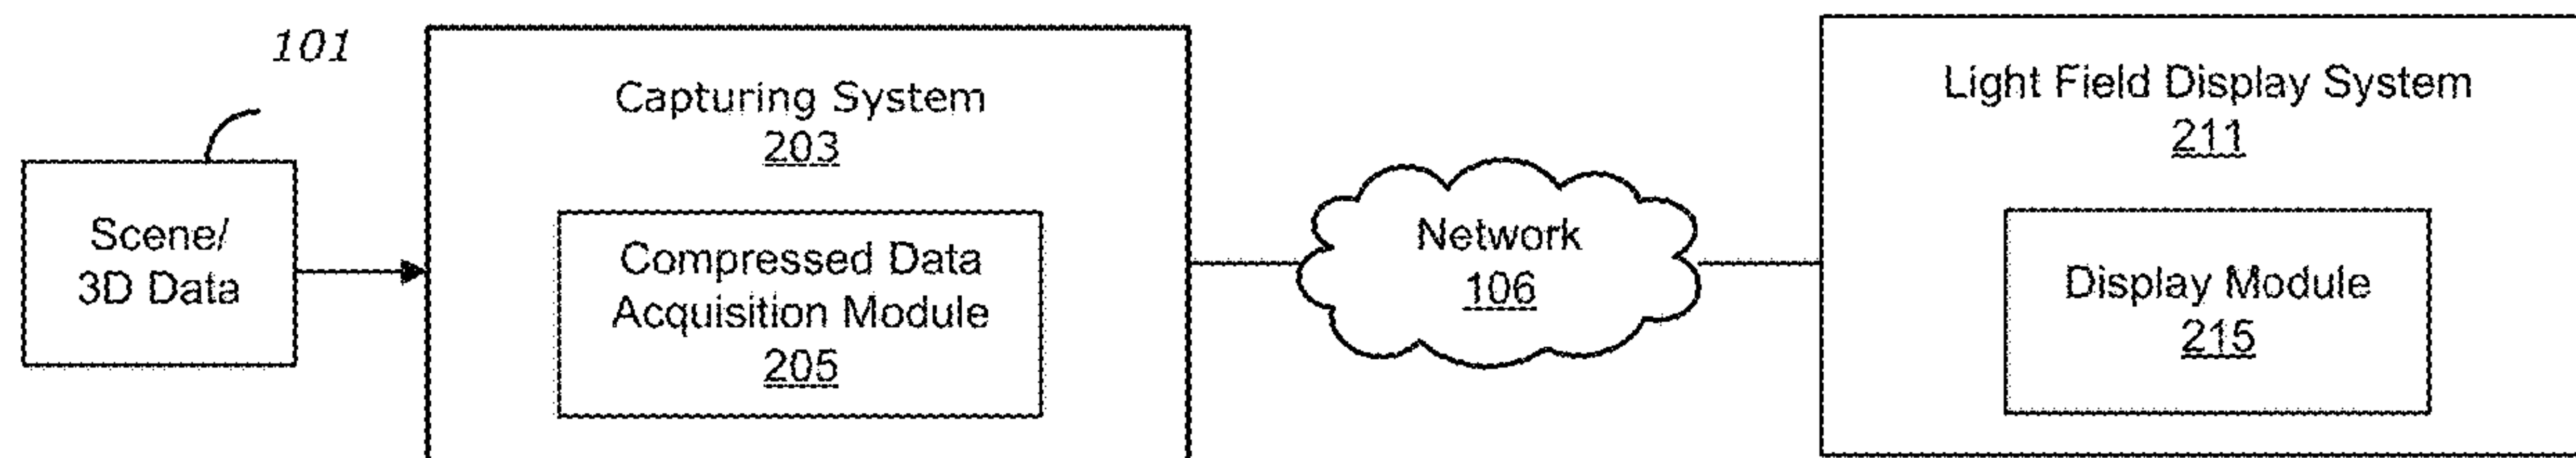 101
Scene/
3D Data
Capturing System
203
Compressed Data
Acquisition Module
205
Network
106
Light Field Display System
211
Display Module
215